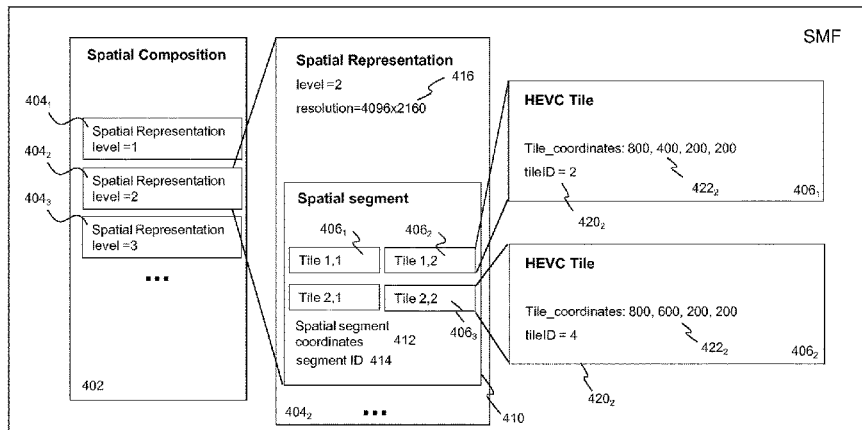 SMF
Spatial Composition
404₁
Spatial Representation
level =1
404₂
Spatial Representation
level =2
404₃
Spatial Representation
level =3
...
402
Spatial Representation
level =2
416
resolution=4096x2160
Spatial segment
406₁
406₂
Tile 1,1
Tile 1,2
Tile 2,1
Tile 2,2
406₃
Spatial segment
coordinates
412
segment ID
414
404₂
...
410
HEVC Tile
Tile_coordinates: 800, 400, 200, 200
tileID = 2
422₂
406₁
420₂
HEVC Tile
Tile_coordinates: 800, 600, 200, 200
tileID = 4
422₂
406₂
420₂